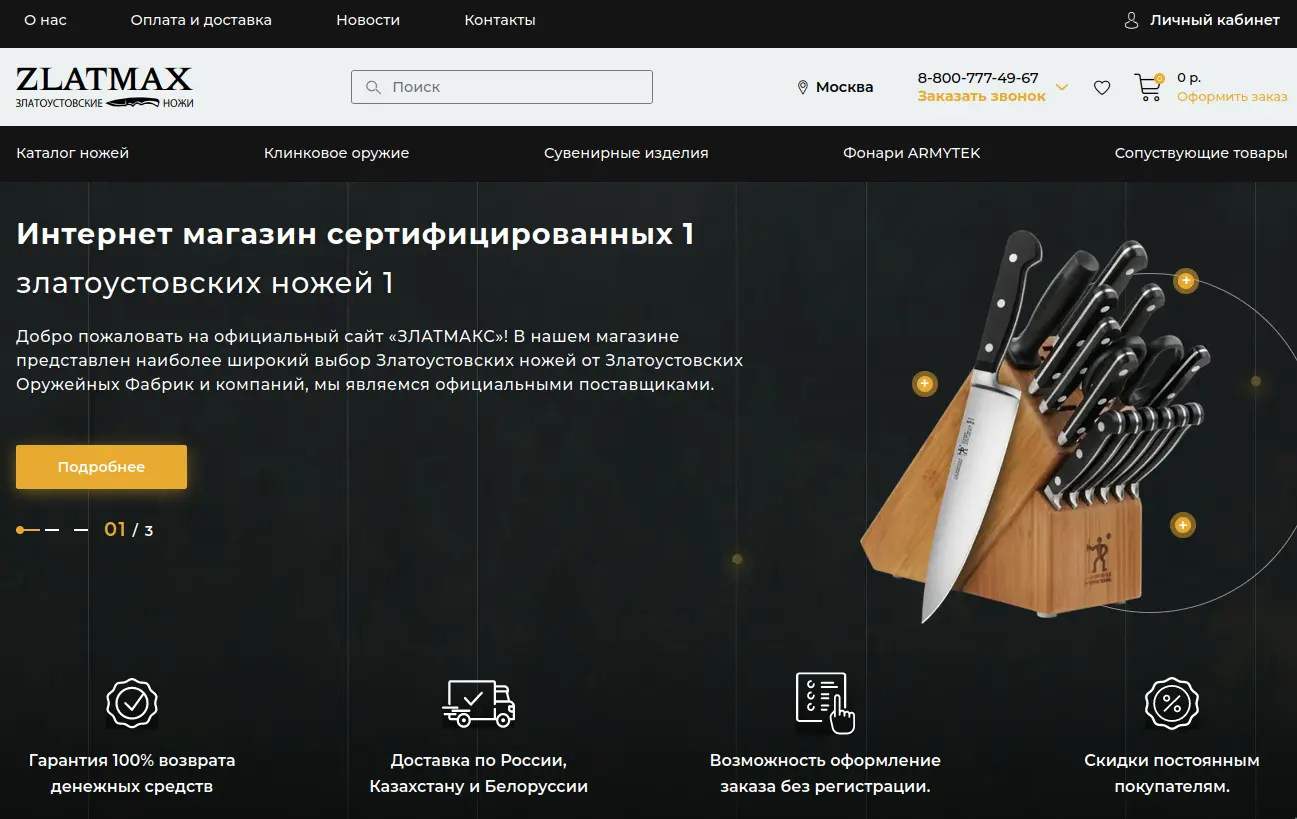 О нас
Оплата и доставка
Новости
Контакты
Личный кабинет
ZLATMAX
ЗЛАТОУСТОВСКИЕ НОЖИ
Поиск
Москва
8-800-777-49-67
Заказать звонок
0
0 р.
Оформить заказ
Каталог ножей
Клинковое оружие
Сувенирные изделия
Фонари ARMYTEK
Сопуствующие товары
Интернет магазин сертифицированных 1
златоустовских ножей 1
Добро пожаловать на официальный сайт «ЗЛАТМАКС»! В нашем магазине
представлен наиболее широкий выбор Златоустовских ножей от Златоустовских
Оружейных Фабрик и компаний, мы являемся официальными поставщиками.
Подробнее
01 / 3
Гарантия 100% возврата
денежных средств
Доставка по России,
Казахстану и Белоруссии
Возможность оформление
заказа без регистрации.
Скидки постоянным
покупателям.